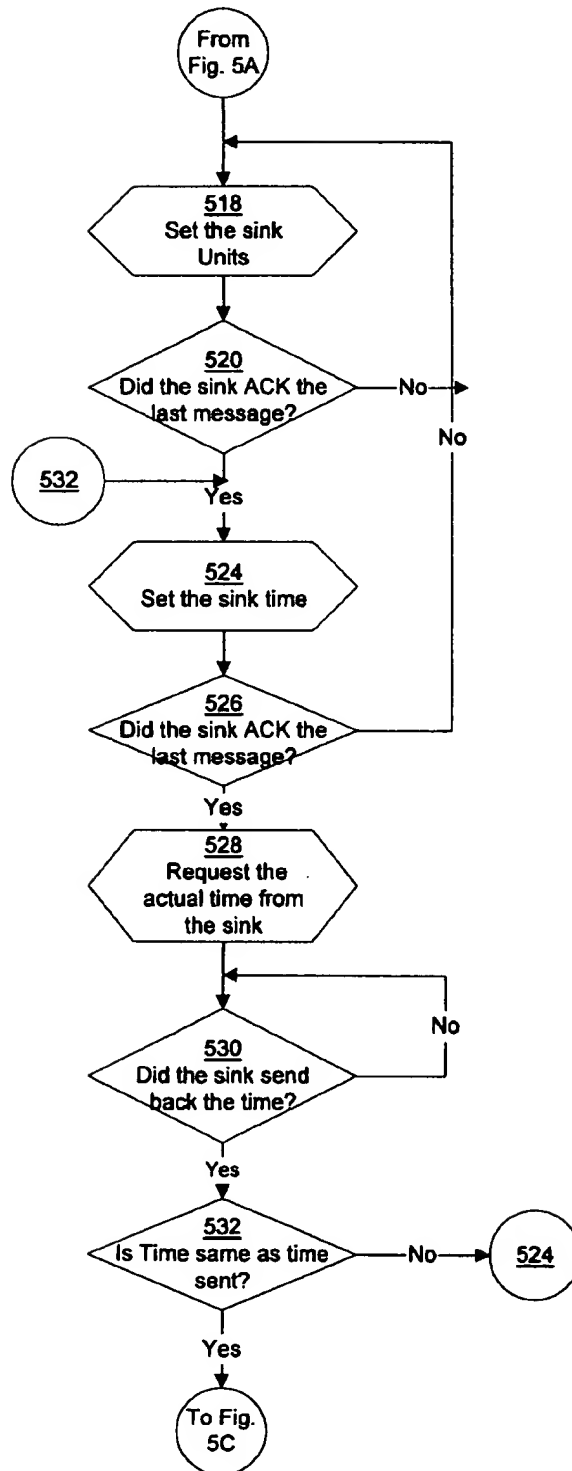 From
Fig. 5A
518
Set the sink
Units
520
Did the sink ACK the
last message?
No
No
532
Yes
524
Set the sink time
526
Did the sink ACK the
last message?
Yes
528
Request the
actual time from
the sink
No
530
Did the sink send
back the time?
Yes
532
Is Time same as time
sent?
No
524
Yes
To Fig.
5C